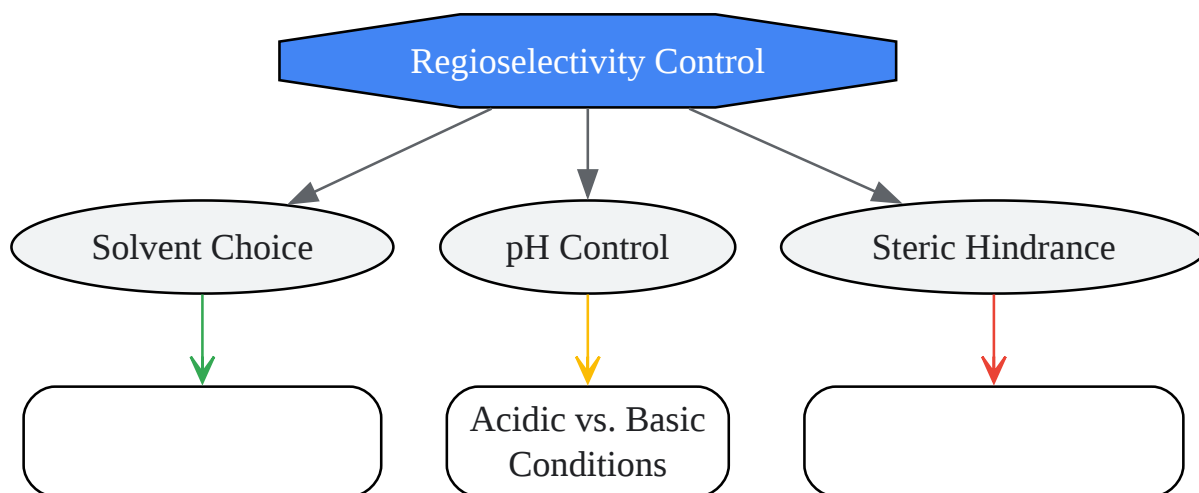 Regioselectivity Control
Solvent Choice
pH Control
Steric Hindrance
Acidic vs. Basic
Conditions